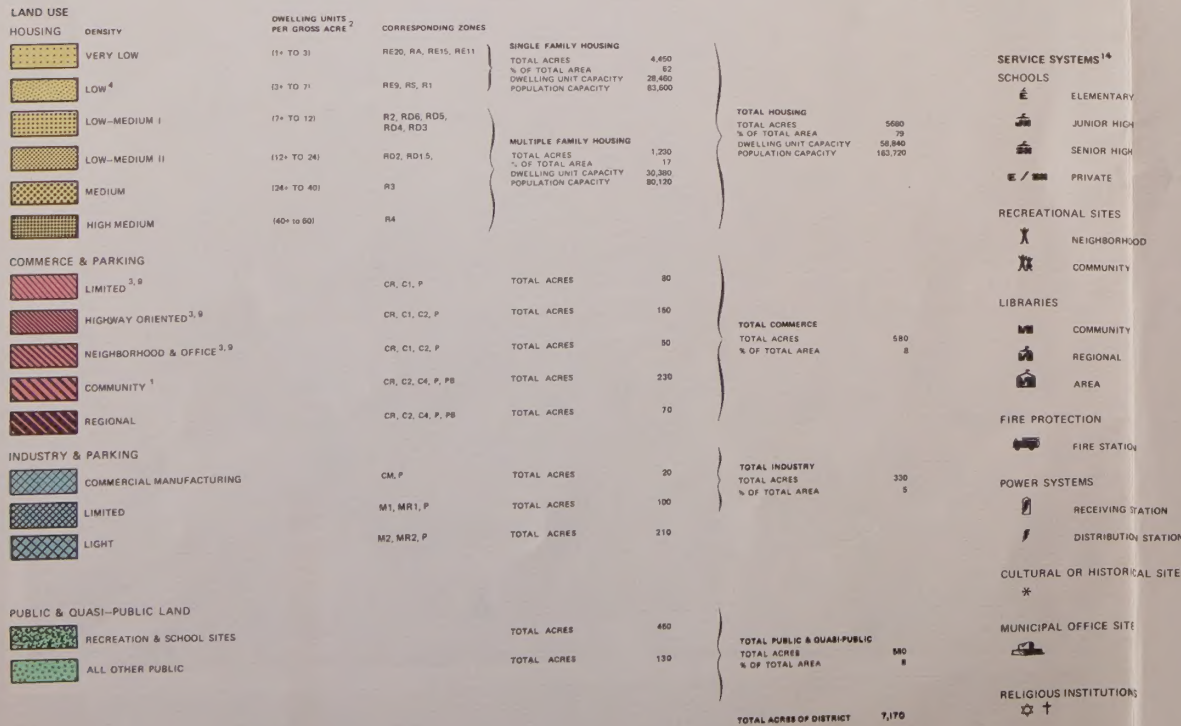 LAND USE
HOUSING DENSITY DWELLING UNITS PER GROSS ACRE 2 CORRESPONDING ZONES
VERY LOW (1+ TO 3) RE20, RA, RE15, RE11
LOW 4 (3+ TO 7) RE9, RS, R1
LOW-MEDIUM I (7+ TO 12) R2, RD6, RD5, RD4, RD3
LOW-MEDIUM II (12+ TO 24) RD2, RD1.5,
MEDIUM (24+ TO 40) R3
HIGH MEDIUM (40+ to 60) R4
SINGLE FAMILY HOUSING
TOTAL ACRES 4,450
% OF TOTAL AREA 62
DWELLING UNIT CAPACITY 28,460
POPULATION CAPACITY 83,600
MULTIPLE FAMILY HOUSING
TOTAL ACRES 1,230
% OF TOTAL AREA 17
DWELLING UNIT CAPACITY 30,380
POPULATION CAPACITY 80,120
TOTAL HOUSING
TOTAL ACRES 5680
% OF TOTAL AREA 79
DWELLING UNIT CAPACITY 58,840
POPULATION CAPACITY 163,720
COMMERCE & PARKING
LIMITED 3, 9 CR, C1, P TOTAL ACRES 80
HIGHWAY ORIENTED 3, 9 CR, C1, C2, P TOTAL ACRES 150
NEIGHBORHOOD & OFFICE 3, 9 CR, C1, C2, P TOTAL ACRES 50
COMMUNITY 1 CR, C2, C4, P, PB TOTAL ACRES 230
REGIONAL CR, C2, C4, P, PB TOTAL ACRES 70
TOTAL COMMERCE
TOTAL ACRES 580
% OF TOTAL AREA 8
INDUSTRY & PARKING
COMMERCIAL MANUFACTURING CM, P TOTAL ACRES 20
LIMITED M1, MR1, P TOTAL ACRES 100
LIGHT M2, MR2, P TOTAL ACRES 210
TOTAL INDUSTRY
TOTAL ACRES 330
% OF TOTAL AREA 5
PUBLIC & QUASI-PUBLIC LAND
RECREATION & SCHOOL SITES TOTAL ACRES 460
ALL OTHER PUBLIC TOTAL ACRES 130
TOTAL PUBLIC & QUASI-PUBLIC
TOTAL ACRES
% OF TOTAL AREA 8
TOTAL ACRES OF DISTRICT 7,170
SERVICE SYSTEMS 14
SCHOOLS
ELEMENTARY
JUNIOR HIGH
SENIOR HIGH
PRIVATE
RECREATIONAL SITES
NEIGHBORHOOD
COMMUNITY
LIBRARIES
COMMUNITY
REGIONAL
AREA
FIRE PROTECTION
FIRE STATION
POWER SYSTEMS
RECEIVING STATION
DISTRIBUTION STATION
CULTURAL OR HISTORICAL SITE
*
MUNICIPAL OFFICE SITE
RELIGIOUS INSTITUTIONS